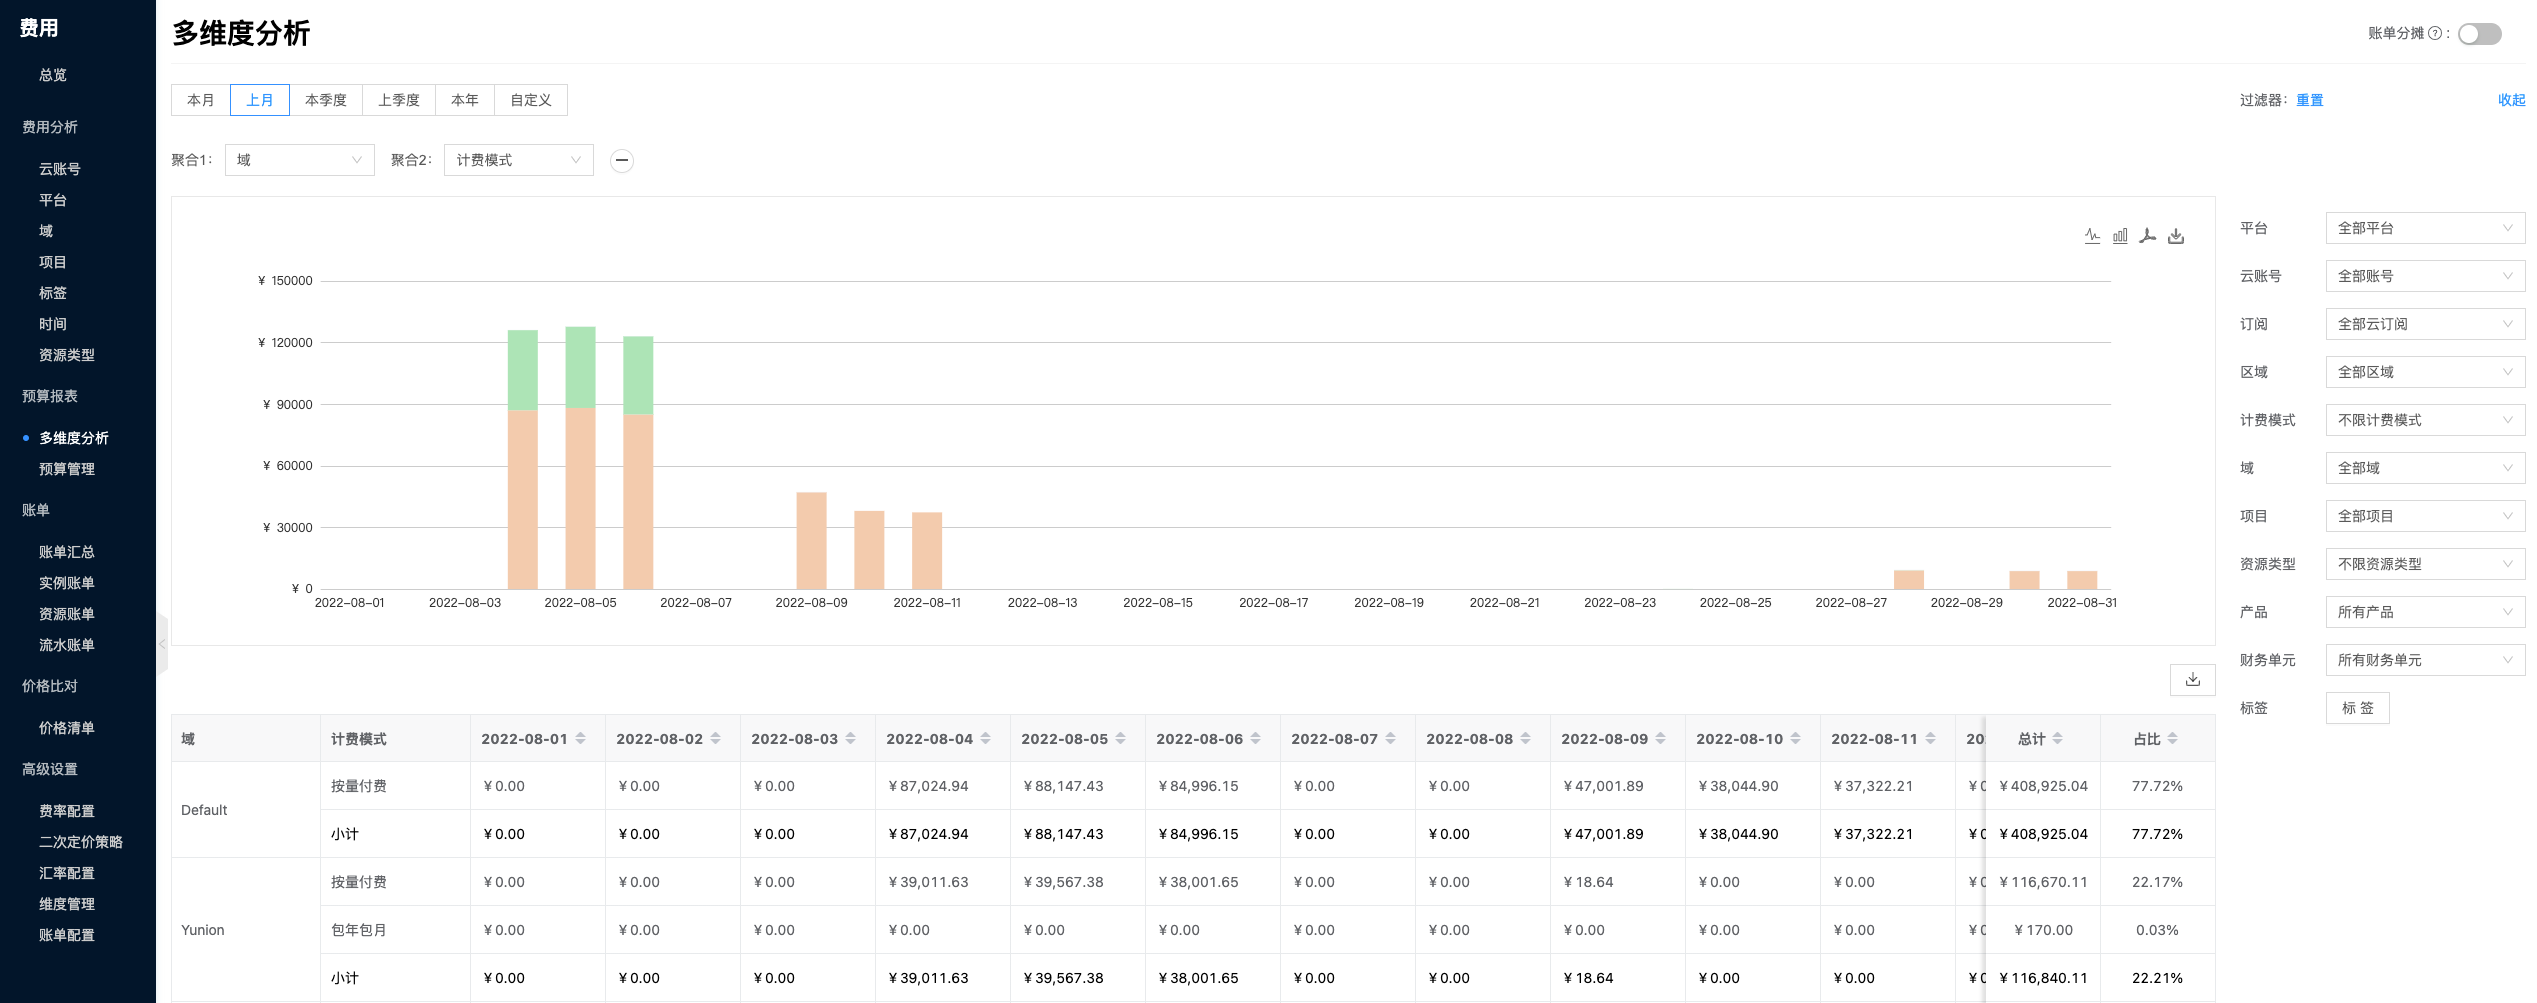 费用
总览
费用分析
云账号
平台
域
项目
标签
时间
资源类型
预算报表
多维度分析
预算管理
账单
账单汇总
实例账单
资源账单
流水账单
价格比对
价格清单
高级设置
费率配置
二次定价策略
汇率配置
维度管理
账单配置
多维度分析
账单分摊 ? :
本月 上月 本季度 上季度 本年 自定义
过滤器: 重置 收起
聚合1: 域 聚合2: 计费模式
¥ 150000
¥ 120000
¥ 90000
¥ 60000
¥ 30000
¥ 0
2022-08-01 2022-08-03 2022-08-05 2022-08-07 2022-08-09 2022-08-11 2022-08-13 2022-08-15 2022-08-17 2022-08-19 2022-08-21 2022-08-23 2022-08-25 2022-08-27 2022-08-29 2022-08-31
平台 全部平台
云账号 全部账号
订阅 全部云订阅
区域 全部区域
计费模式 不限计费模式
域 全部域
项目 全部项目
资源类型 不限资源类型
产品 所有产品
财务单元 所有财务单元
标签 标 签
域 计费模式 2022-08-01 2022-08-02 2022-08-03 2022-08-04 2022-08-05 2022-08-06 2022-08-07 2022-08-08 2022-08-09 2022-08-10 2022-08-11 20 总计 占比
Default
按量付费 ¥ 0.00 ¥ 0.00 ¥ 0.00 ¥ 87,024.94 ¥ 88,147.43 ¥ 84,996.15 ¥ 0.00 ¥ 0.00 ¥ 47,001.89 ¥ 38,044.90 ¥ 37,322.21 ¥ 0 ¥ 408,925.04 77.72%
小计 ¥ 0.00 ¥ 0.00 ¥ 0.00 ¥ 87,024.94 ¥ 88,147.43 ¥ 84,996.15 ¥ 0.00 ¥ 0.00 ¥ 47,001.89 ¥ 38,044.90 ¥ 37,322.21 ¥ 0 ¥ 408,925.04 77.72%
Yunion
按量付费 ¥ 0.00 ¥ 0.00 ¥ 0.00 ¥ 39,011.63 ¥ 39,567.38 ¥ 38,001.65 ¥ 0.00 ¥ 0.00 ¥ 18.64 ¥ 0.00 ¥ 0.00 ¥ 0 ¥ 116,670.11 22.17%
包年包月 ¥ 0.00 ¥ 0.00 ¥ 0.00 ¥ 0.00 ¥ 0.00 ¥ 0.00 ¥ 0.00 ¥ 0.00 ¥ 0.00 ¥ 0.00 ¥ 0.00 ¥ 0 ¥ 170.00 0.03%
小计 ¥ 0.00 ¥ 0.00 ¥ 0.00 ¥ 39,011.63 ¥ 39,567.38 ¥ 38,001.65 ¥ 0.00 ¥ 0.00 ¥ 18.64 ¥ 0.00 ¥ 0.00 ¥ 0 ¥ 116,840.11 22.21%